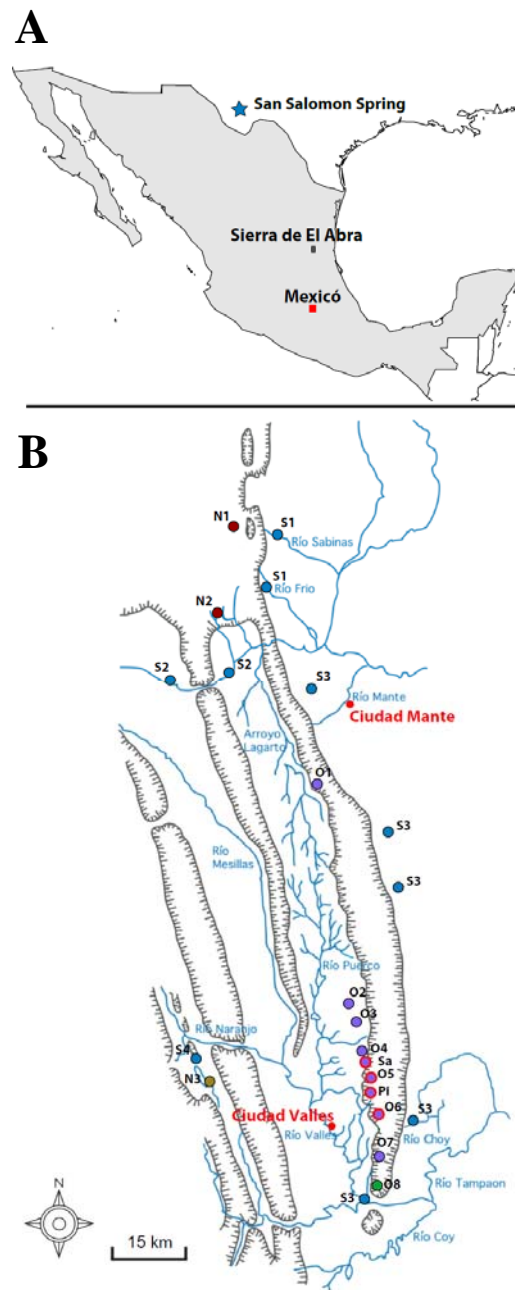 A
San Salomon Spring
Sierra de El Abra
Mexicó
B
N1
S1
Río Sabinas
S1
Río Frio
N2
S2
S2
S3
Río Mante
Ciudad Mante
Arroyo
Lagarto
O1
S3
Río
Mesillas
S3
Río Puerco
O2
O3
Río Naranjo
O4
S4
Sa
O5
N3
Pi
Ciudad Valles
O6
S3
Río Valles
Río Choy
O7
O8
Río Tampaon
S3
Río Coy
N
15 km